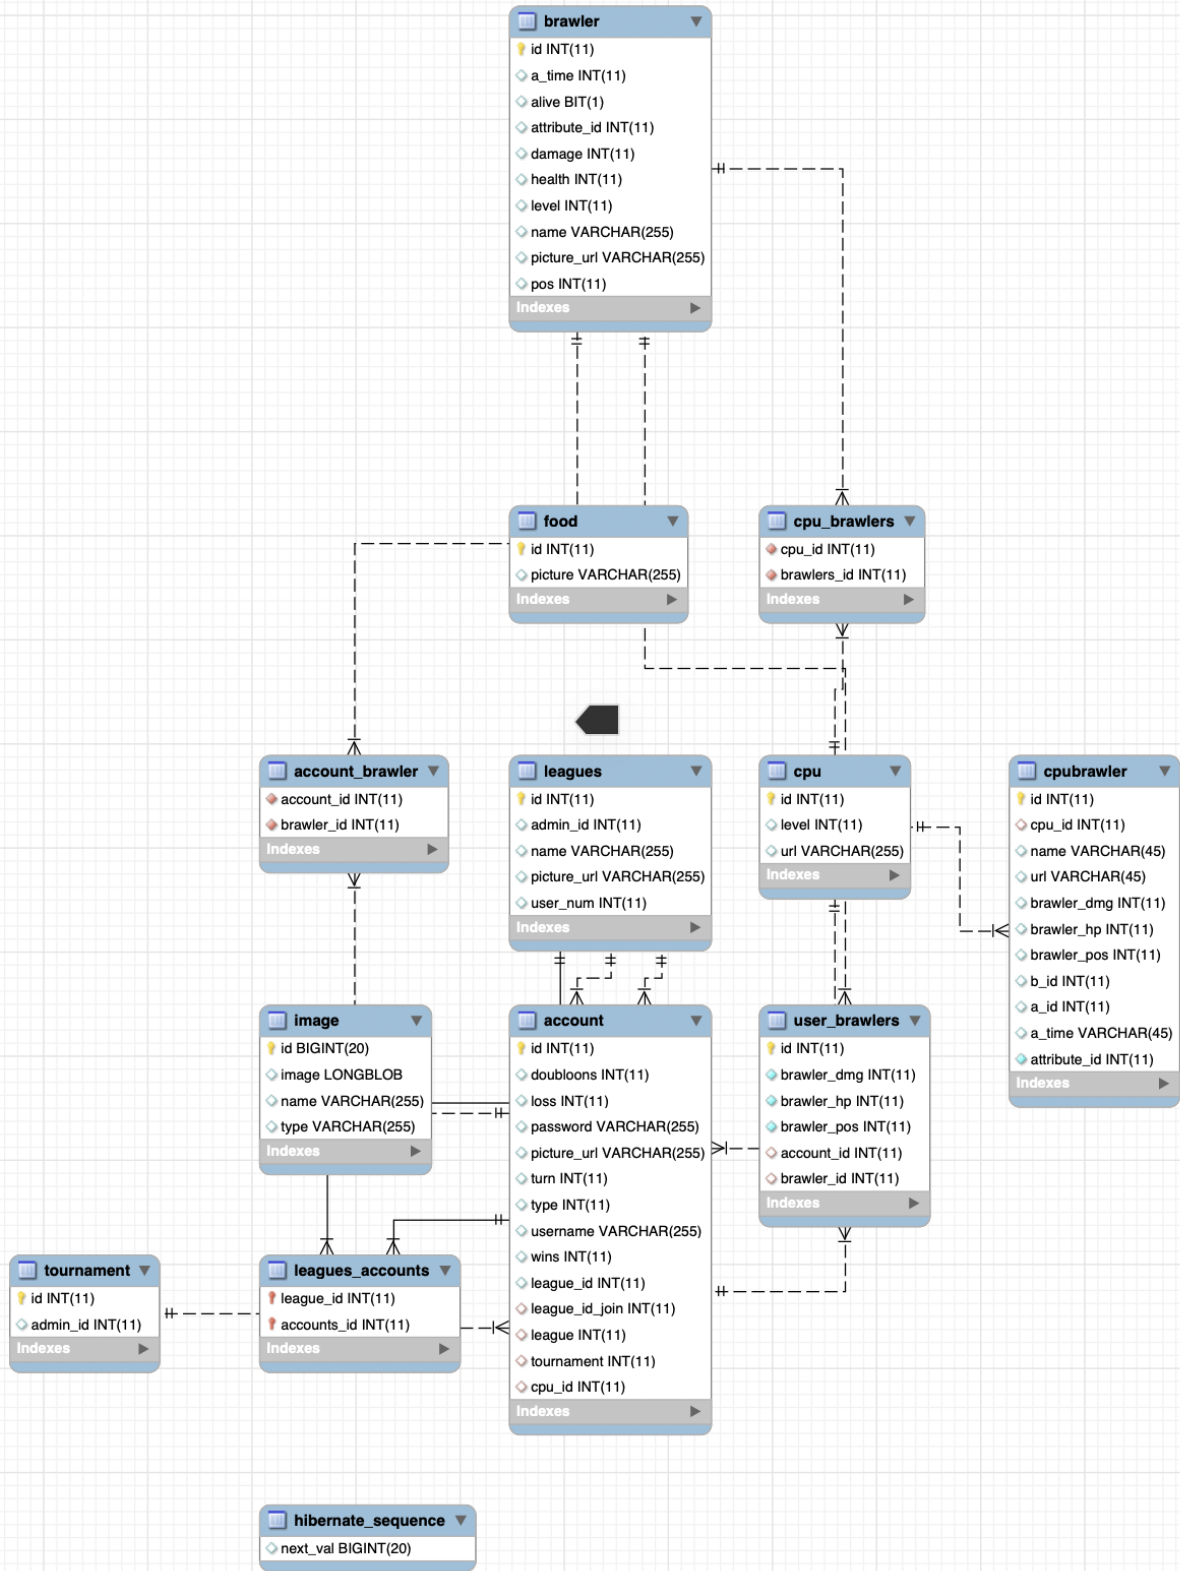 brawler
id INT(11)
a_time INT(11)
alive BIT(1)
attribute_id INT(11)
damage INT(11)
health INT(11)
level INT(11)
name VARCHAR(255)
picture_url VARCHAR(255)
pos INT(11)
Indexes
food
id INT(11)
picture VARCHAR(255)
Indexes
cpu_brawlers
cpu_id INT(11)
brawlers_id INT(11)
Indexes
account_brawler
account_id INT(11)
brawler_id INT(11)
Indexes
leagues
id INT(11)
admin_id INT(11)
name VARCHAR(255)
picture_url VARCHAR(255)
user_num INT(11)
Indexes
cpu
id INT(11)
level INT(11)
url VARCHAR(255)
Indexes
cpubrawler
id INT(11)
cpu_id INT(11)
name VARCHAR(45)
url VARCHAR(45)
brawler_dmg INT(11)
brawler_hp INT(11)
brawler_pos INT(11)
b_id INT(11)
a_id INT(11)
a_time VARCHAR(45)
attribute_id INT(11)
Indexes
image
id BIGINT(20)
image LONGBLOB
name VARCHAR(255)
type VARCHAR(255)
Indexes
account
id INT(11)
doubloons INT(11)
loss INT(11)
password VARCHAR(255)
picture_url VARCHAR(255)
turn INT(11)
type INT(11)
username VARCHAR(255)
wins INT(11)
league_id INT(11)
league_id_join INT(11)
league INT(11)
tournament INT(11)
cpu_id INT(11)
Indexes
user_brawlers
id INT(11)
brawler_dmg INT(11)
brawler_hp INT(11)
brawler_pos INT(11)
account_id INT(11)
brawler_id INT(11)
Indexes
tournament
id INT(11)
admin_id INT(11)
Indexes
leagues_accounts
league_id INT(11)
accounts_id INT(11)
Indexes
hibernate_sequence
next_val BIGINT(20)